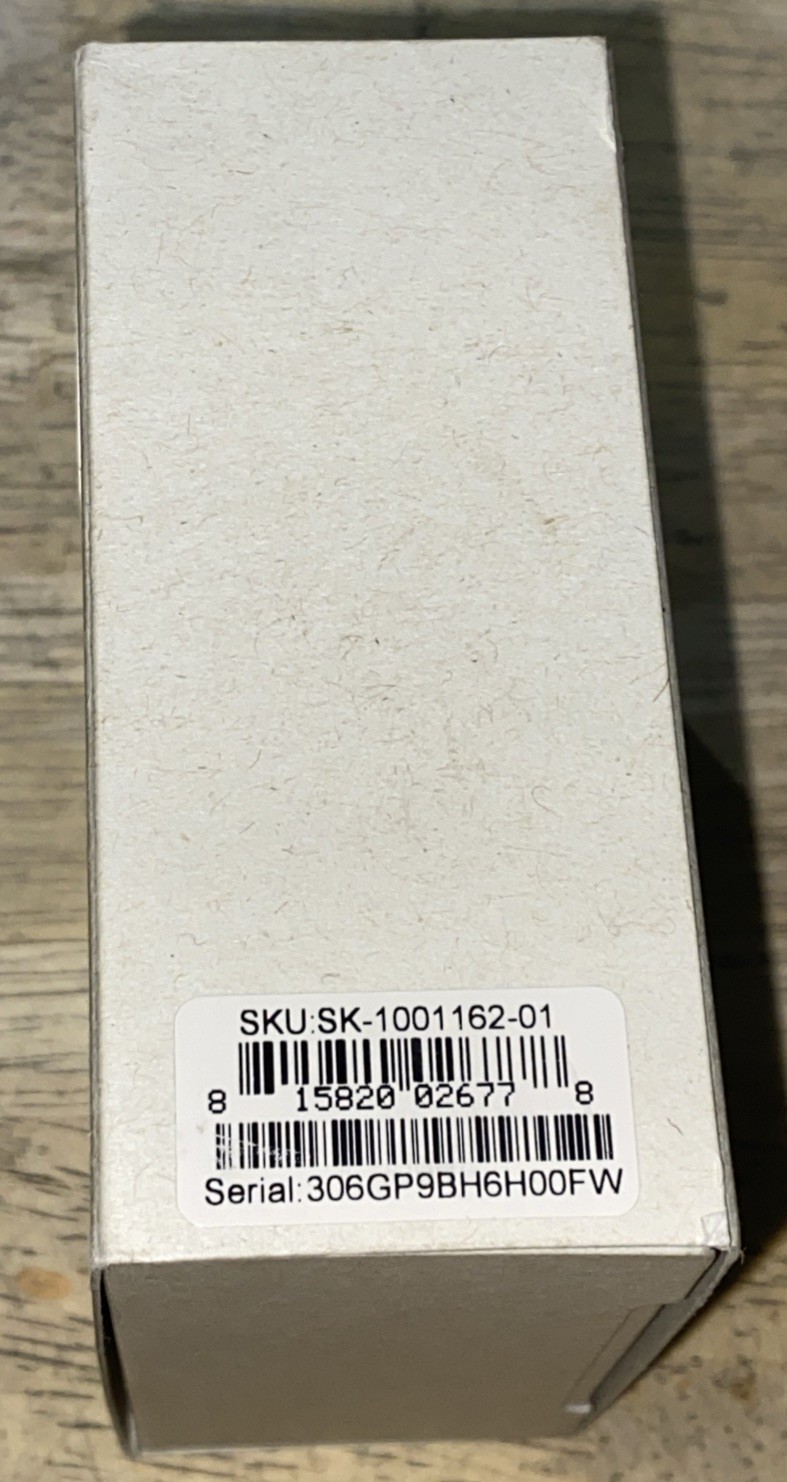 SKU:SK-1001162-01
8 15820 02677 8
Serial:306GP9BH6H00FW